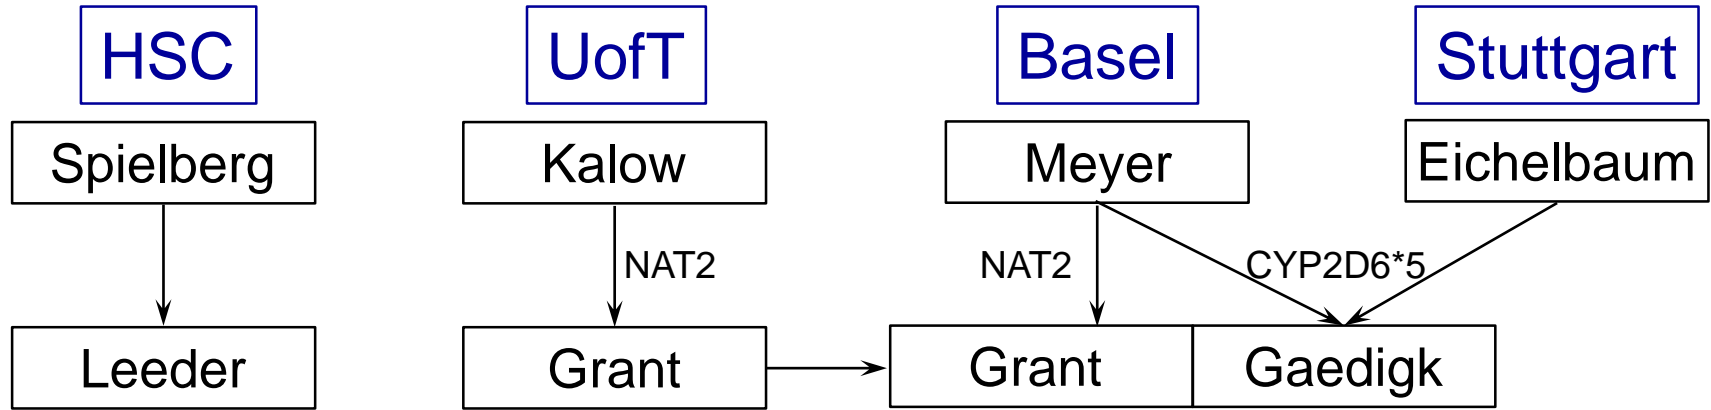 HSC
UofT
Basel
Stuttgart
Spielberg
Kalow
Meyer
Eichelbaum
NAT2
NAT2
CYP2D6*5
Leeder
Grant
Grant
Gaedigk